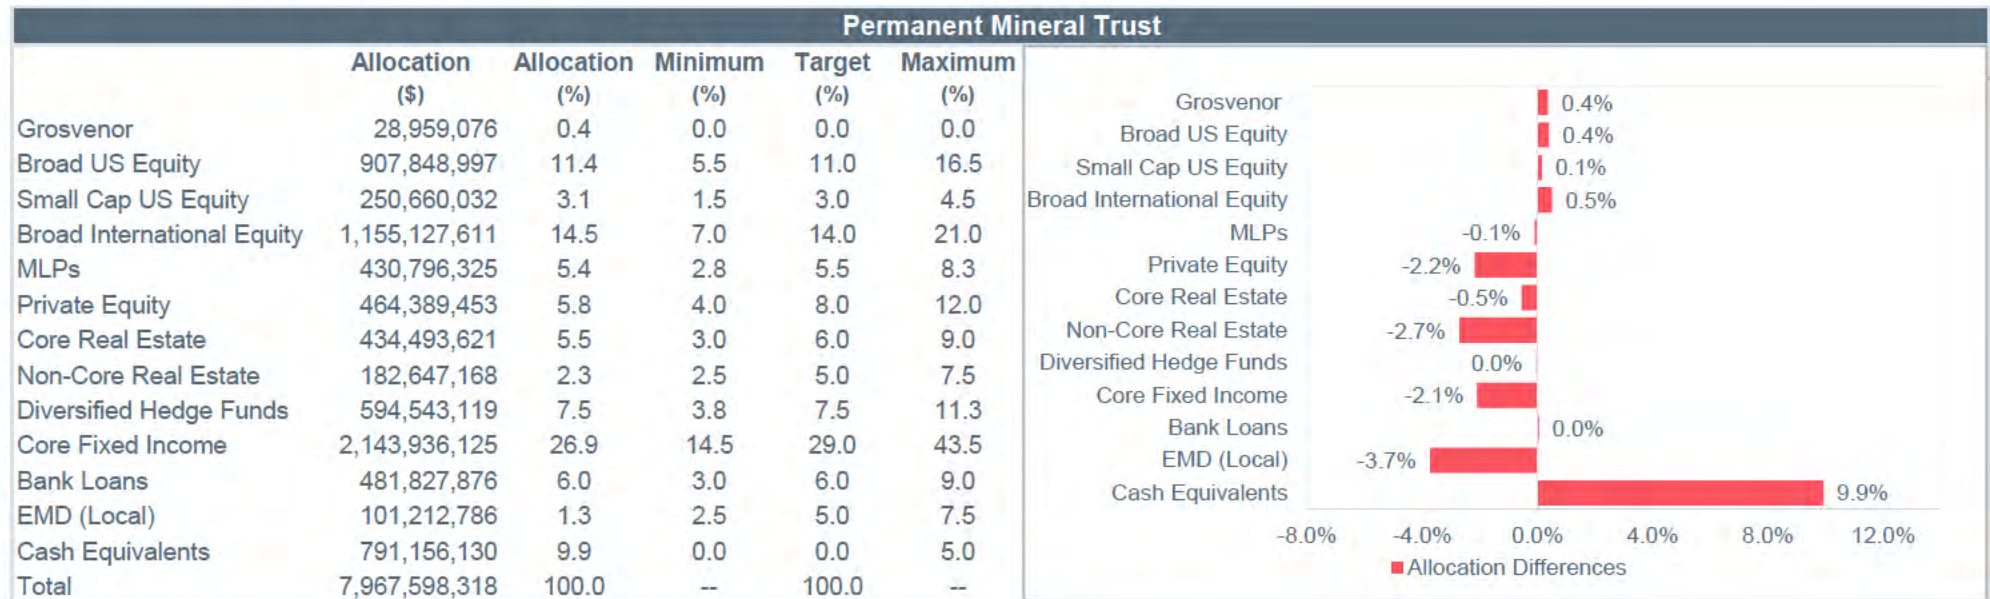 Permanent Mineral Trust
Allocation Allocation Minimum Target Maximum
($) (%) (%) (%) (%)
Grosvenor 28,959,076 0.4 0.0 0.0 0.0
Broad US Equity 907,848,997 11.4 5.5 11.0 16.5
Small Cap US Equity 250,660,032 3.1 1.5 3.0 4.5
Broad International Equity 1,155,127,611 14.5 7.0 14.0 21.0
MLPs 430,796,325 5.4 2.8 5.5 8.3
Private Equity 464,389,453 5.8 4.0 8.0 12.0
Core Real Estate 434,493,621 5.5 3.0 6.0 9.0
Non-Core Real Estate 182,647,168 2.3 2.5 5.0 7.5
Diversified Hedge Funds 594,543,119 7.5 3.8 7.5 11.3
Core Fixed Income 2,143,936,125 26.9 14.5 29.0 43.5
Bank Loans 481,827,876 6.0 3.0 6.0 9.0
EMD (Local) 101,212,786 1.3 2.5 5.0 7.5
Cash Equivalents 791,156,130 9.9 0.0 0.0 5.0
Total 7,967,598,318 100.0 -- 100.0 --
Grosvenor 0.4%
Broad US Equity 0.4%
Small Cap US Equity 0.1%
Broad International Equity 0.5%
MLPs -0.1%
Private Equity -2.2%
Core Real Estate -0.5%
Non-Core Real Estate -2.7%
Diversified Hedge Funds 0.0%
Core Fixed Income -2.1%
Bank Loans 0.0%
EMD (Local) -3.7%
Cash Equivalents 9.9%
-8.0% -4.0% 0.0% 4.0% 8.0% 12.0%
Allocation Differences